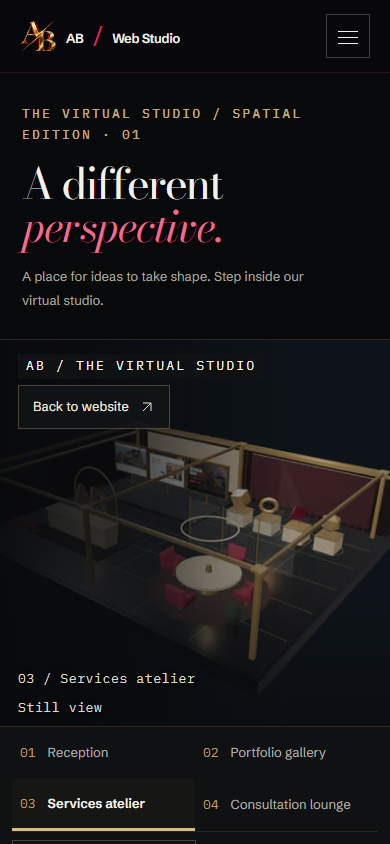 AB
AB / Web Studio
THE VIRTUAL STUDIO / SPATIAL
EDITION · 01
A different
perspective.
A place for ideas to take shape. Step inside our
virtual studio.
AB / THE VIRTUAL STUDIO
Back to website
03 / Services atelier
Still view
01 Reception
02 Portfolio gallery
03 Services atelier
04 Consultation lounge